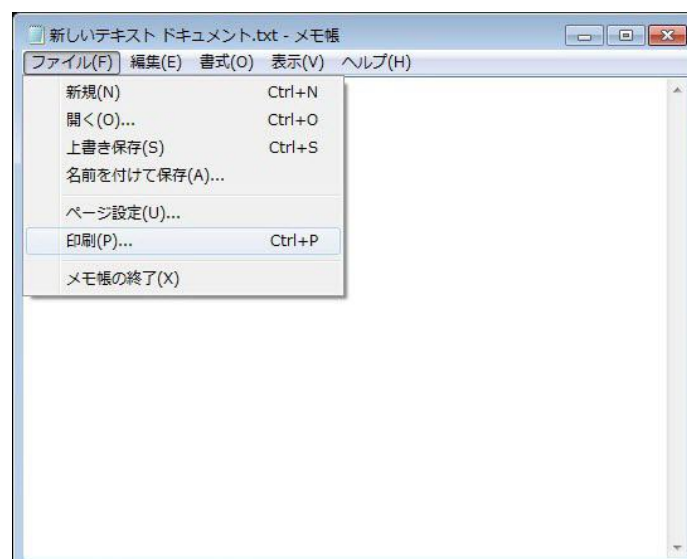 新しいテキスト ドキュメント.txt - メモ帳
ファイル(F) 編集(E) 書式(O) 表示(V) ヘルプ(H)
新規(N) Ctrl+N
開く(O)... Ctrl+O
上書き保存(S) Ctrl+S
名前を付けて保存(A)...
ページ設定(U)...
印刷(P)... Ctrl+P
メモ帳の終了(X)